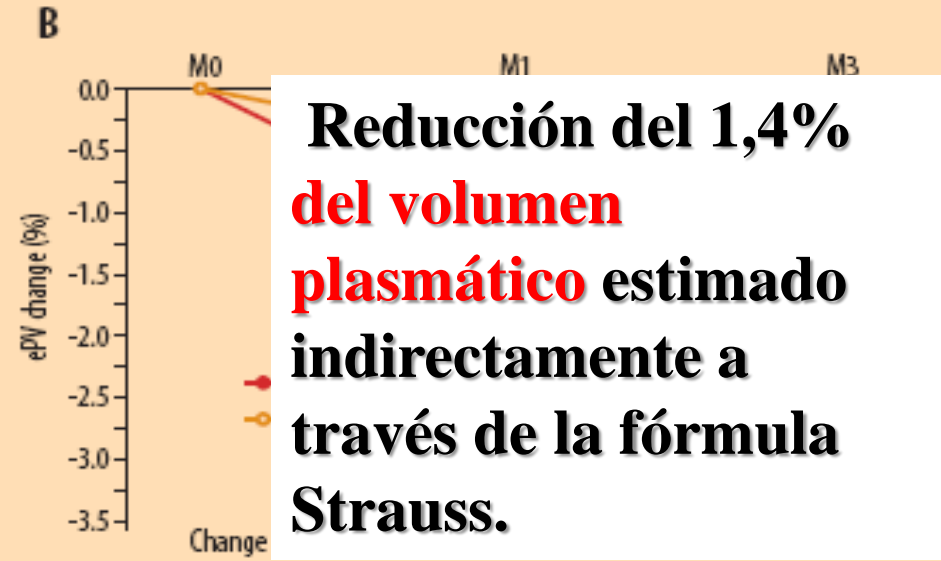 B
M0 M1 M3
0.0
-0.5
-1.0
-1.5
-2.0
-2.5
-3.0
-3.5
ePV change (%)
Reducción del 1,4%
del volumen
plasmático estimado
indirectamente a
través de la fórmula
Strauss.
Change